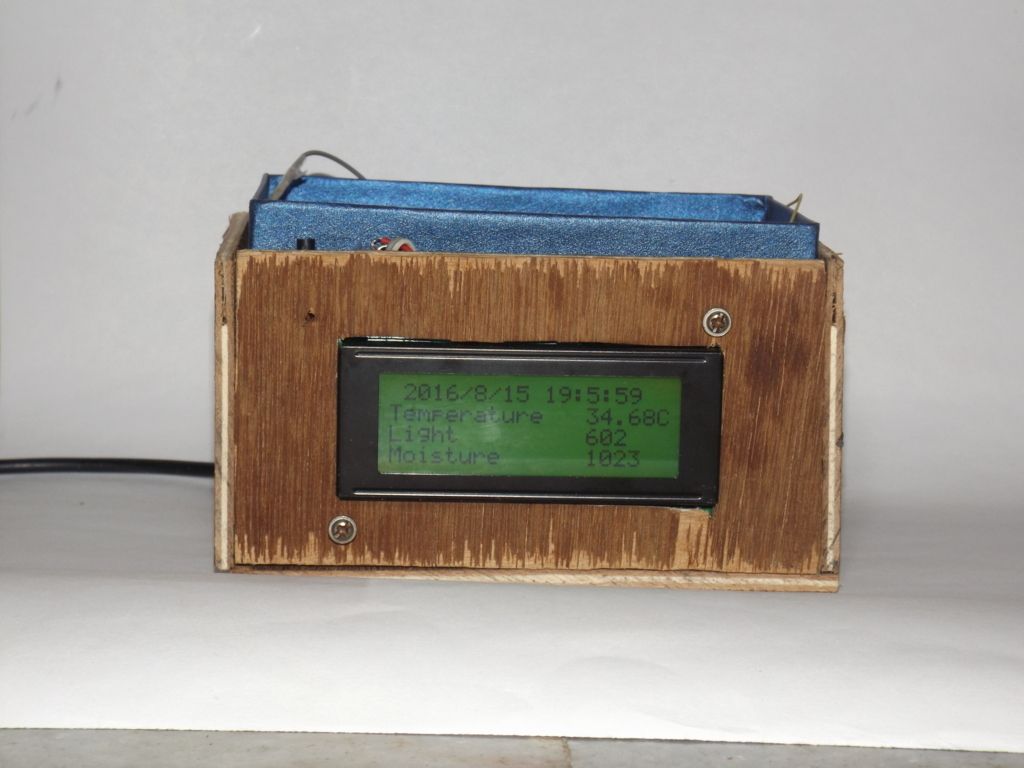 2016/8/15 19:5:59
Temperature 34.68C
Light 602
Moisture 1023